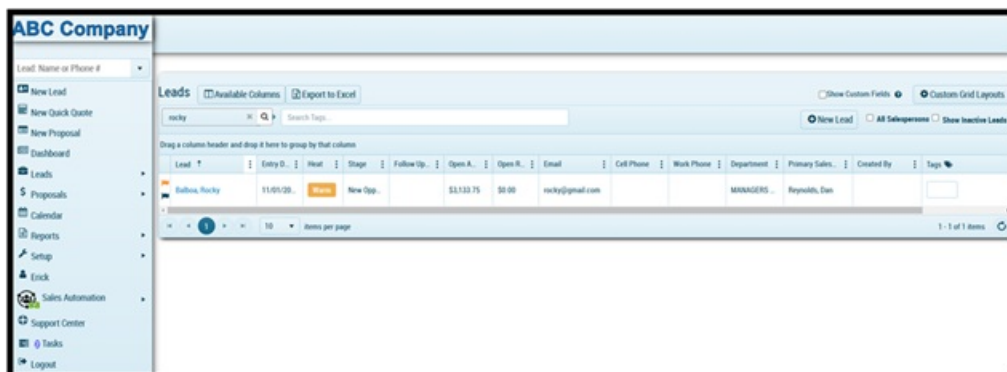 ABC Company
Lead: Name or Phone #
New Lead
New Quick Quote
New Proposal
Dashboard
Leads
Proposals
Calendar
Reports
Setup
Erick
Sales Automation
Support Center
Tasks
Logout
Leads Available Columns Export to Excel Show Custom Fields Custom Grid Layouts
rocky Search Tags... New Lead All Salespersons Show Inactive Leads
Drag a column header and drop it here to group by that column
Lead Entry D... Heat Stage Follow Up... Open A... Open R... Email Cell Phone Work Phone Department Primary Sales... Created By Tags
Balboa, Rocky 11/01/20... Warm New Opp... $3,133.75 $0.00 rocky@gmail.com MANAGERS ... Reynolds, Dan
1 10 items per page 1 - 1 of 1 items